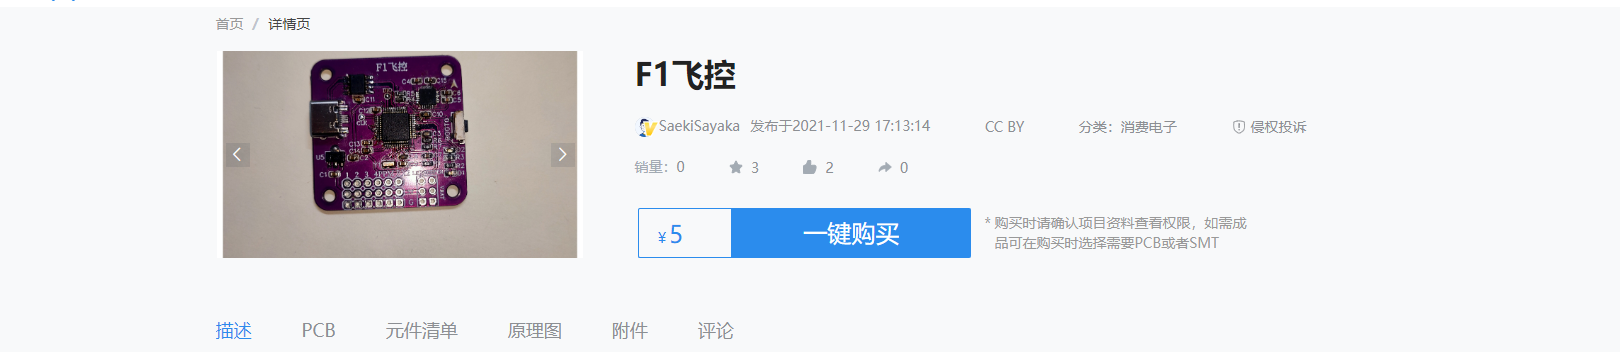 首页 / 详情页
F1飞控
F1飞控
SaekiSayaka 发布于2021-11-29 17:13:14 CC BY 分类：消费电子 侵权投诉
销量：0 3 2 0
¥5 一键购买
* 购买时请确认项目资料查看权限，如需成
品可在购买时选择需要PCB或者SMT
描述 PCB 元件清单 原理图 附件 评论